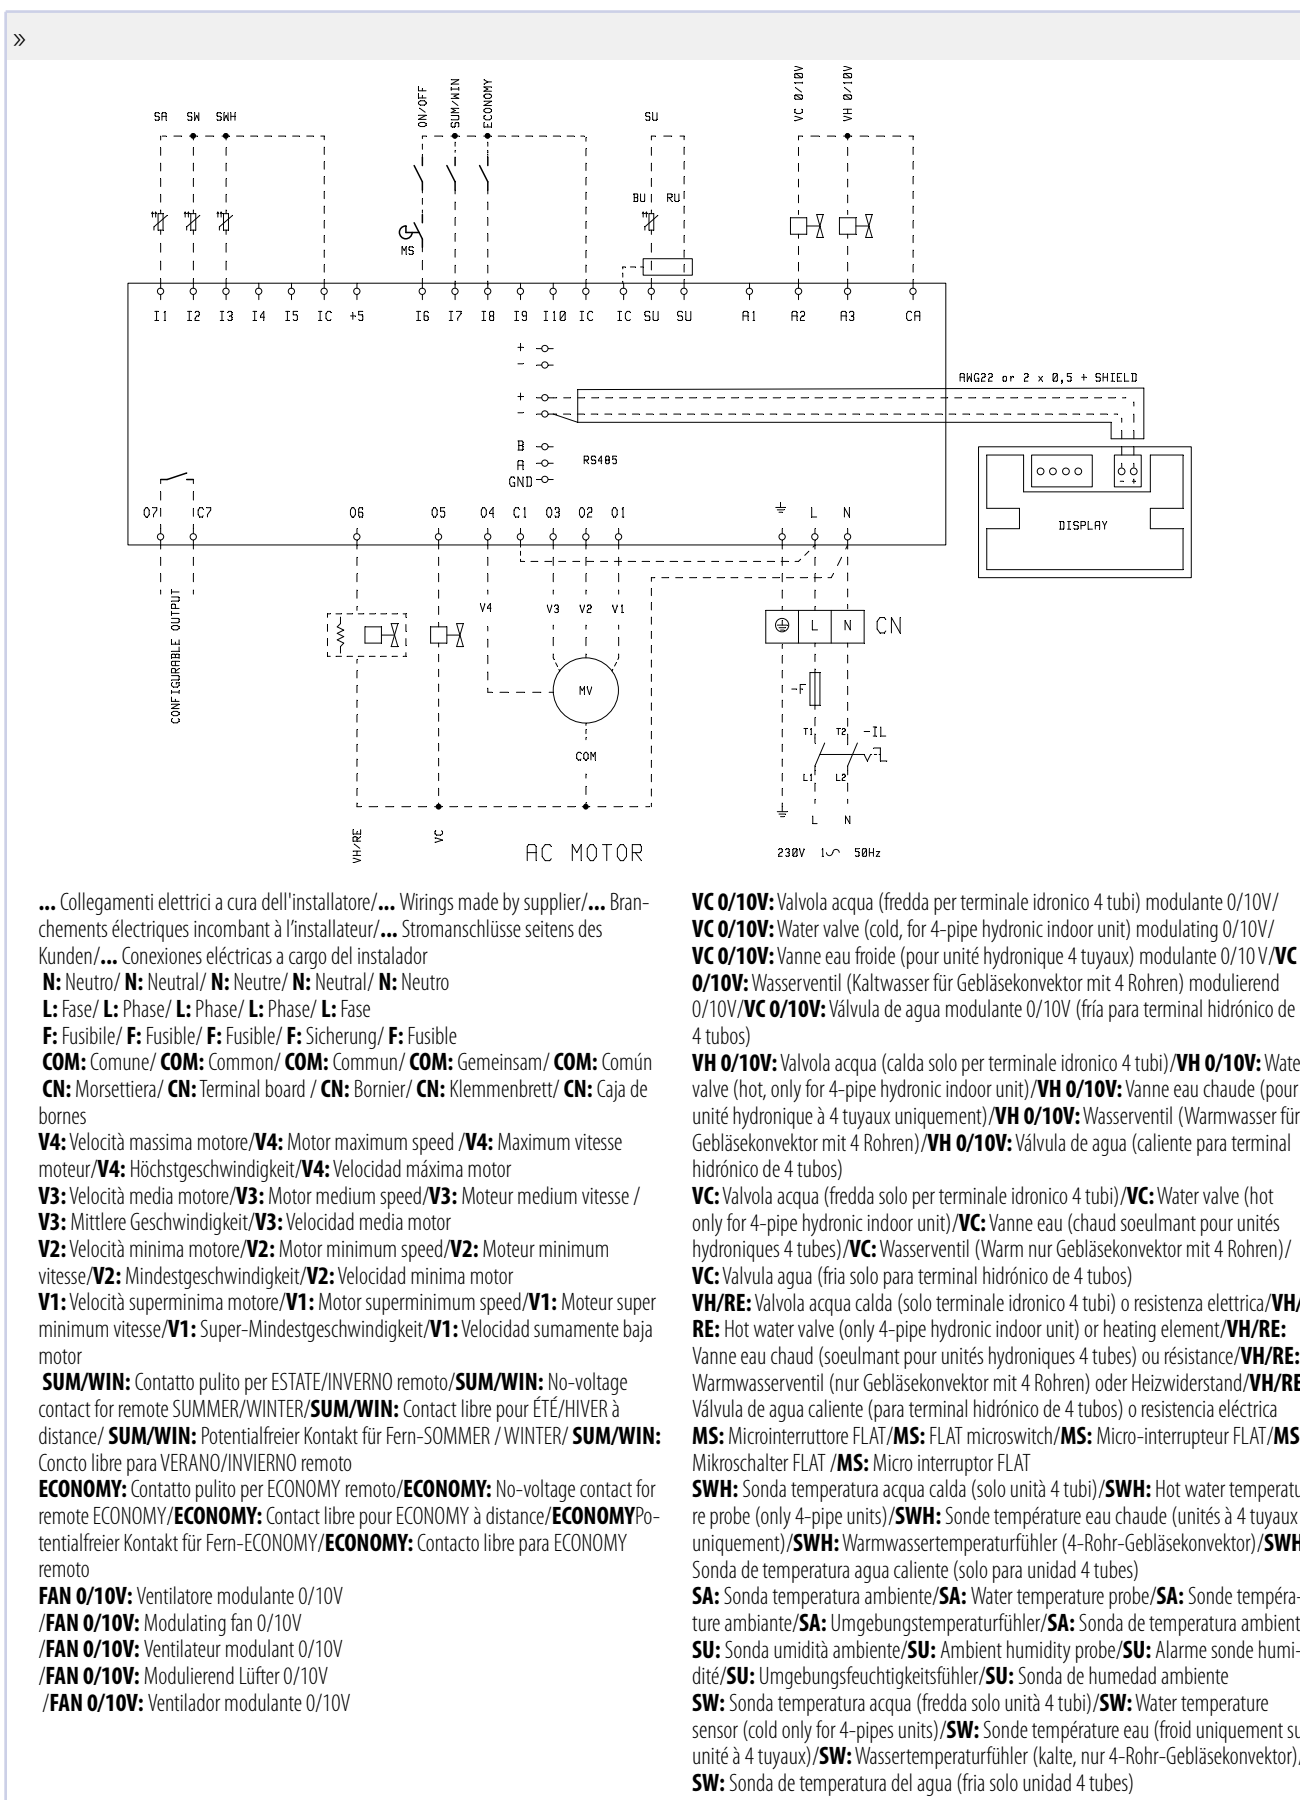 »
SA SW SWH
ON/OFF
SUM/WIN
ECONOMY
SU
VC 0/10V
VH 0/10V
BU RU
MS
I1 I2 I3 I4 I5 IC +5 I6 I7 I8 I9 I10 IC IC SU SU A1 A2 A3 CA
+
-
AWG22 or 2 x 0,5 + SHIELD
+
-
B
A
RS485
GND
- +
DISPLAY
07 C7 06 05 04 C1 03 02 01 L N
V4 V3 V2 V1
CONFIGURABLE OUTPUT
L N CN
MV
-F
T1 T2 -IL
COM
L1 L2
L N
VH/RE
VC
AC MOTOR
230V 1 50Hz
... Collegamenti elettrici a cura dell'installatore/... Wirings made by supplier/... Bran-
chements électriques incombant à l’installateur/... Stromanschlüsse seitens des
Kunden/... Conexiones eléctricas a cargo del instalador
N: Neutro/ N: Neutral/ N: Neutre/ N: Neutral/ N: Neutro
L: Fase/ L: Phase/ L: Phase/ L: Phase/ L: Fase
F: Fusibile/ F: Fusible/ F: Fusible/ F: Sicherung/ F: Fusible
COM: Comune/ COM: Common/ COM: Commun/ COM: Gemeinsam/ COM: Común
CN: Morsettiera/ CN: Terminal board / CN: Bornier/ CN: Klemmenbrett/ CN: Caja de
bornes
V4: Velocità massima motore/V4: Motor maximum speed /V4: Maximum vitesse
moteur/V4: Höchstgeschwindigkeit/V4: Velocidad máxima motor
V3: Velocità media motore/V3: Motor medium speed/V3: Moteur medium vitesse /
V3: Mittlere Geschwindigkeit/V3: Velocidad media motor
V2: Velocità minima motore/V2: Motor minimum speed/V2: Moteur minimum
vitesse/V2: Mindestgeschwindigkeit/V2: Velocidad minima motor
V1: Velocità superminima motore/V1: Motor superminimum speed/V1: Moteur super
minimum vitesse/V1: Super-Mindestgeschwindigkeit/V1: Velocidad sumamente baja
motor
SUM/WIN: Contatto pulito per ESTATE/INVERNO remoto/SUM/WIN: No-voltage
contact for remote SUMMER/WINTER/SUM/WIN: Contact libre pour ÉTÉ/HIVER à
distance/ SUM/WIN: Potentialfreier Kontakt für Fern-SOMMER / WINTER/ SUM/WIN:
Concto libre para VERANO/INVIERNO remoto
ECONOMY: Contatto pulito per ECONOMY remoto/ECONOMY: No-voltage contact for
remote ECONOMY/ECONOMY: Contact libre pour ECONOMY à distance/ECONOMYPo-
tentialfreier Kontakt für Fern-ECONOMY/ECONOMY: Contacto libre para ECONOMY
remoto
FAN 0/10V: Ventilatore modulante 0/10V
/FAN 0/10V: Modulating fan 0/10V
/FAN 0/10V: Ventilateur modulant 0/10V
/FAN 0/10V: Modulierend Lüfter 0/10V
/FAN 0/10V: Ventilador modulante 0/10V
VC 0/10V: Valvola acqua (fredda per terminale idronico 4 tubi) modulante 0/10V/
VC 0/10V: Water valve (cold, for 4-pipe hydronic indoor unit) modulating 0/10V/
VC 0/10V: Vanne eau froide (pour unité hydronique 4 tuyaux) modulante 0/10 V/VC
0/10V: Wasserventil (Kaltwasser für Gebläsekonvektor mit 4 Rohren) modulierend
0/10V/VC 0/10V: Válvula de agua modulante 0/10V (fría para terminal hidrónico de
4 tubos)
VH 0/10V: Valvola acqua (calda solo per terminale idronico 4 tubi)/VH 0/10V: Wate
valve (hot, only for 4-pipe hydronic indoor unit)/VH 0/10V: Vanne eau chaude (pour
unité hydronique à 4 tuyaux uniquement)/VH 0/10V: Wasserventil (Warmwasser für
Gebläsekonvektor mit 4 Rohren)/VH 0/10V: Válvula de agua (caliente para terminal
hidrónico de 4 tubos)
VC: Valvola acqua (fredda solo per terminale idronico 4 tubi)/VC: Water valve (hot
only for 4-pipe hydronic indoor unit)/VC: Vanne eau (chaud soeulmant pour unités
hydroniques 4 tubes)/VC: Wasserventil (Warm nur Gebläsekonvektor mit 4 Rohren)/
VC: Valvula agua (fria solo para terminal hidrónico de 4 tubos)
VH/RE: Valvola acqua calda (solo terminale idronico 4 tubi) o resistenza elettrica/VH/
RE: Hot water valve (only 4-pipe hydronic indoor unit) or heating element/VH/RE:
Vanne eau chaud (soeulmant pour unités hydroniques 4 tubes) ou résistance/VH/RE:
Warmwasserventil (nur Gebläsekonvektor mit 4 Rohren) oder Heizwiderstand/VH/RE
Válvula de agua caliente (para terminal hidrónico de 4 tubos) o resistencia eléctrica
MS: Microinterruttore FLAT/MS: FLAT microswitch/MS: Micro-interrupteur FLAT/MS
Mikroschalter FLAT /MS: Micro interruptor FLAT
SWH: Sonda temperatura acqua calda (solo unità 4 tubi)/SWH: Hot water temperatu
re probe (only 4-pipe units)/SWH: Sonde température eau chaude (unités à 4 tuyaux
uniquement)/SWH: Warmwassertemperaturfühler (4-Rohr-Gebläsekonvektor)/SWH
Sonda de temperatura agua caliente (solo para unidad 4 tubes)
SA: Sonda temperatura ambiente/SA: Water temperature probe/SA: Sonde tempéra-
ture ambiante/SA: Umgebungstemperaturfühler/SA: Sonda de temperatura ambient
SU: Sonda umidità ambiente/SU: Ambient humidity probe/SU: Alarme sonde humi-
dité/SU: Umgebungsfeuchtigkeitsfühler/SU: Sonda de humedad ambiente
SW: Sonda temperatura acqua (fredda solo unità 4 tubi)/SW: Water temperature
sensor (cold only for 4-pipes units)/SW: Sonde température eau (froid uniquement su
unité à 4 tuyaux)/SW: Wassertemperaturfühler (kalte, nur 4-Rohr-Gebläsekonvektor)/
SW: Sonda de temperatura del agua (fria solo unidad 4 tubes)